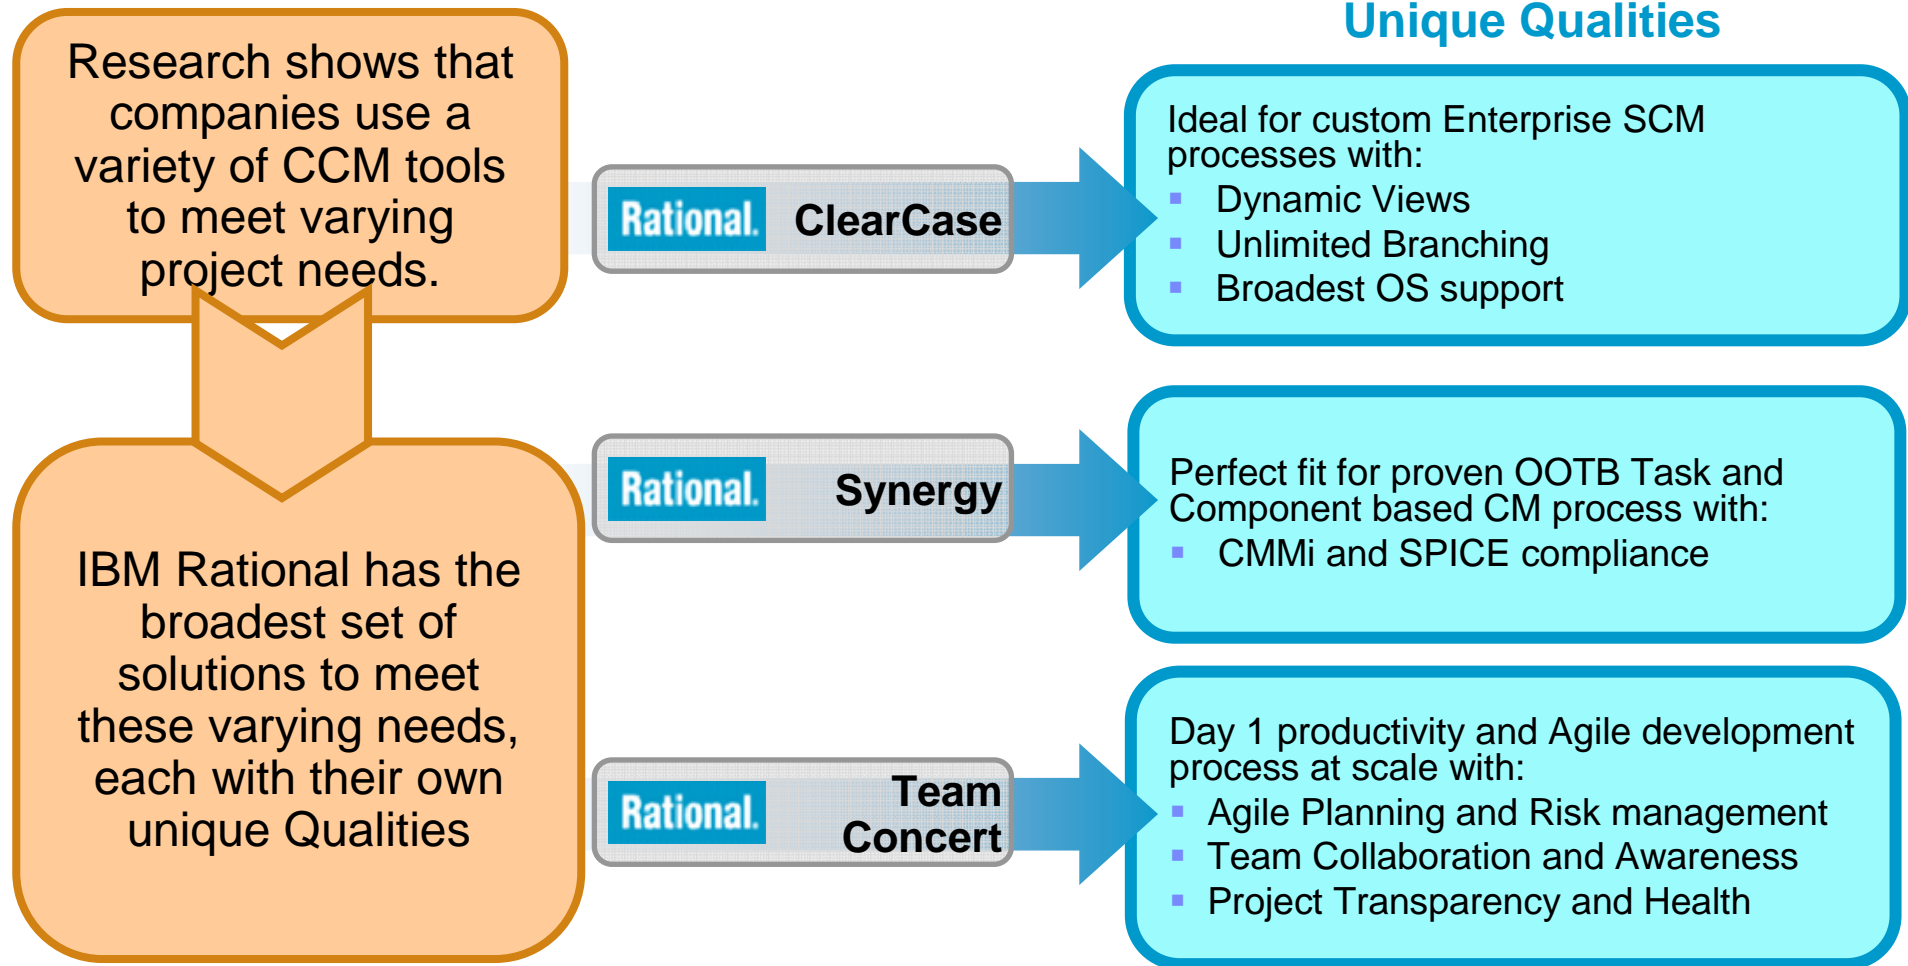 Unique Qualities
Research shows that
companies use a
variety of CCM tools
to meet varying
project needs.
IBM Rational has the
broadest set of
solutions to meet
these varying needs,
each with their own
unique Qualities
Rational. ClearCase
Ideal for custom Enterprise SCM
processes with:
▪ Dynamic Views
▪ Unlimited Branching
▪ Broadest OS support
Rational. Synergy
Perfect fit for proven OOTB Task and
Component based CM process with:
▪ CMMi and SPICE compliance
Rational. Team
Concert
Day 1 productivity and Agile development
process at scale with:
▪ Agile Planning and Risk management
▪ Team Collaboration and Awareness
▪ Project Transparency and Health